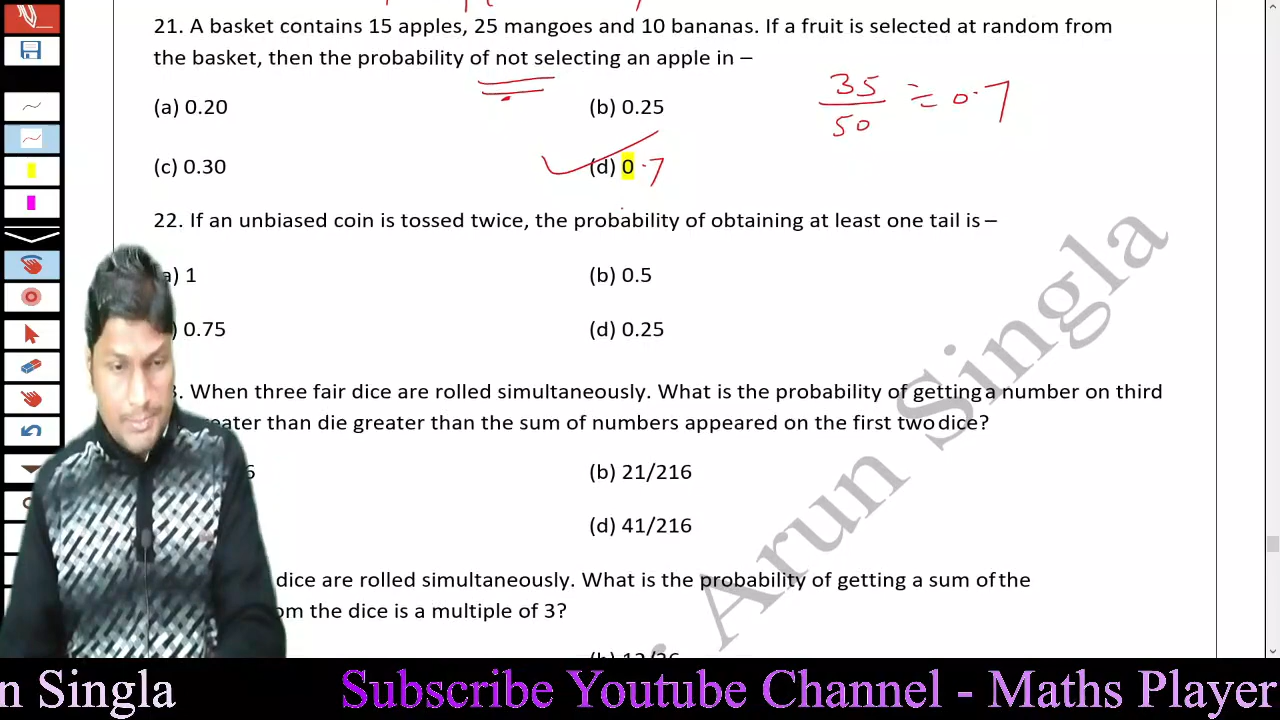 21. A basket contains 15 apples, 25 mangoes and 10 bananas. If a fruit is selected at random from
the basket, then the probability of not selecting an apple in –
35
50
= 0.7
(a) 0.20
(b) 0.25
(c) 0.30
(d) 0.7
22. If an unbiased coin is tossed twice, the probability of obtaining at least one tail is –
a) 1
(b) 0.5
) 0.75
(d) 0.25
3. When three fair dice are rolled simultaneously. What is the probability of getting a number on third
eater than die greater than the sum of numbers appeared on the first two dice?
6
(b) 21/216
(d) 41/216
dice are rolled simultaneously. What is the probability of getting a sum of the
om the dice is a multiple of 3?
Arun Singla
n Singla
Subscribe Youtube Channel - Maths Player